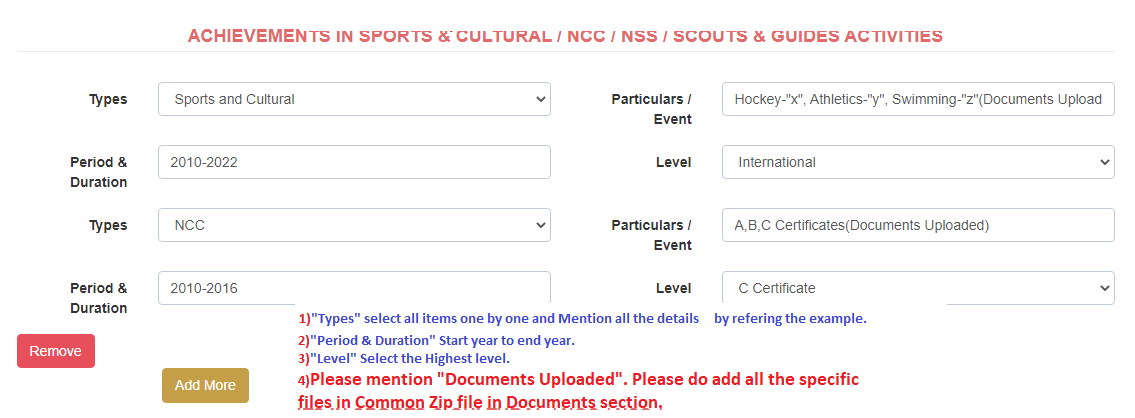 ACHIEVEMENTS IN SPORTS & CULTURAL / NCC / NSS / SCOUTS & GUIDES ACTIVITIES
Types
Sports and Cultural
Particulars /
Event
Hockey-"x", Athletics-"y", Swimming-"z"(Documents Upload
Period &
Duration
2010-2022
Level
International
Types
NCC
Particulars /
Event
A,B,C Certificates(Documents Uploaded)
Period &
Duration
2010-2016
Level
C Certificate
1)"Types" select all items one by one and Mention all the details by refering the example.
2)"Period & Duration" Start year to end year.
3)"Level" Select the Highest level.
4)Please mention "Documents Uploaded". Please do add all the specific
files in Common Zip file in Documents section,
Remove
Add More